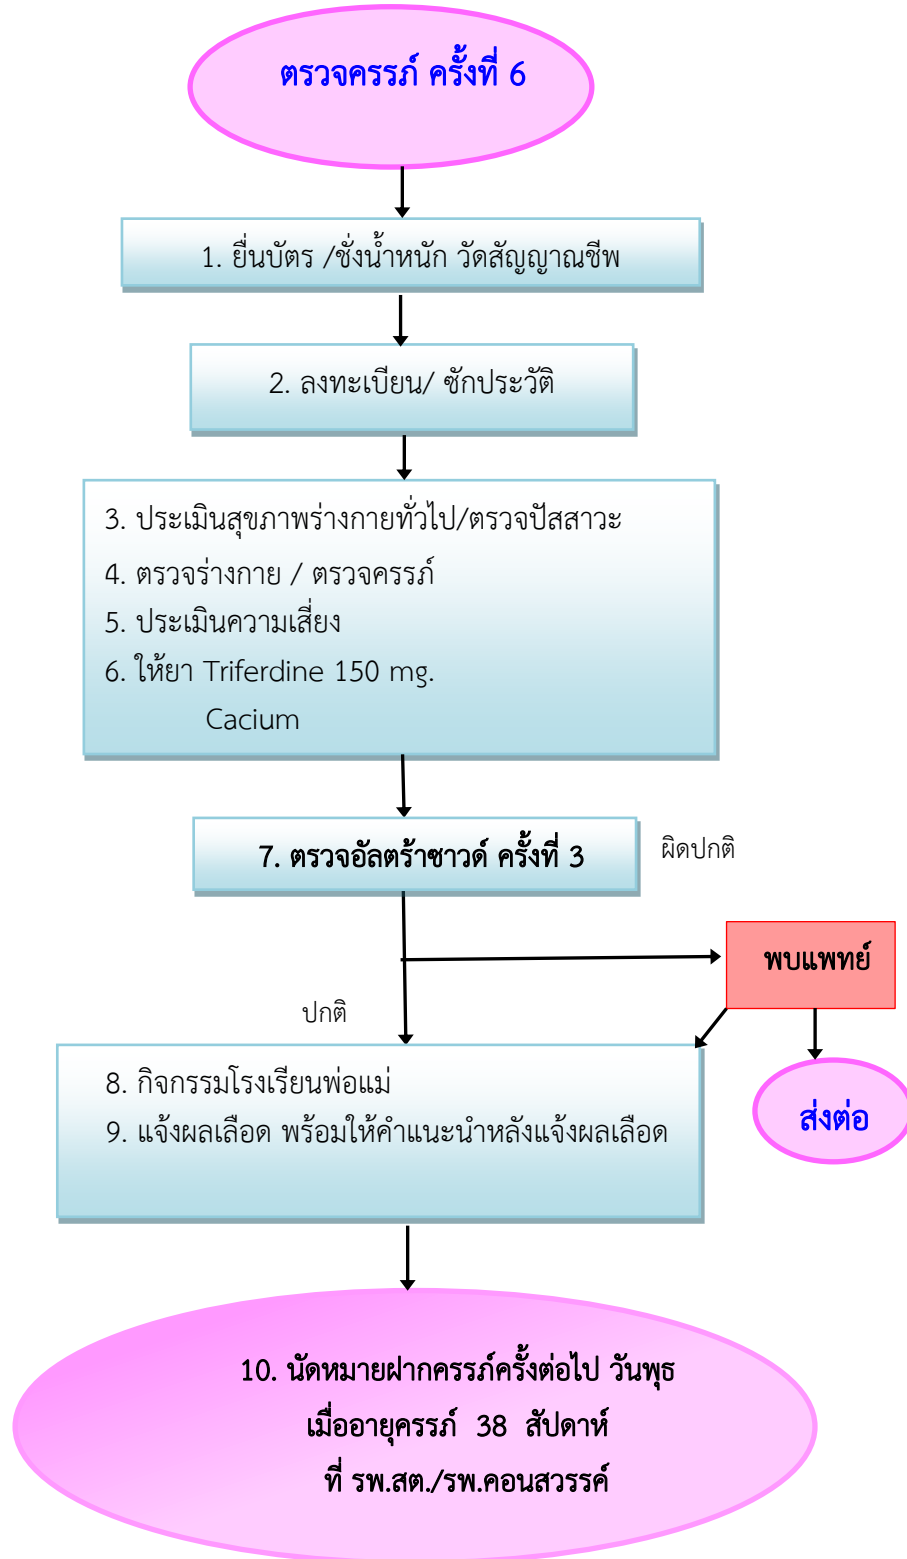 ตรวจครรภ์ ครั้งที่ 6
1. ยื่นบัตร /ชั่งน้ำหนัก วัดสัญญาณชีพ
2. ลงทะเบียน/ ซักประวัติ
3. ประเมินสุขภาพร่างกายทั่วไป/ตรวจปัสสาวะ
4. ตรวจร่างกาย / ตรวจครรภ์
5. ประเมินความเสี่ยง
6. ให้ยา Triferdine 150 mg.
Cacium
7. ตรวจอัลตร้าซาวด์ ครั้งที่ 3
ผิดปกติ
พบแพทย์
ปกติ
8. กิจกรรมโรงเรียนพ่อแม่
9. แจ้งผลเลือด พร้อมให้คำแนะนำหลังแจ้งผลเลือด
ส่งต่อ
10. นัดหมายฝากครรภ์ครั้งต่อไป วันพุธ
เมื่ออายุครรภ์ 38 สัปดาห์
ที่ รพ.สต./รพ.คอนสวรรค์